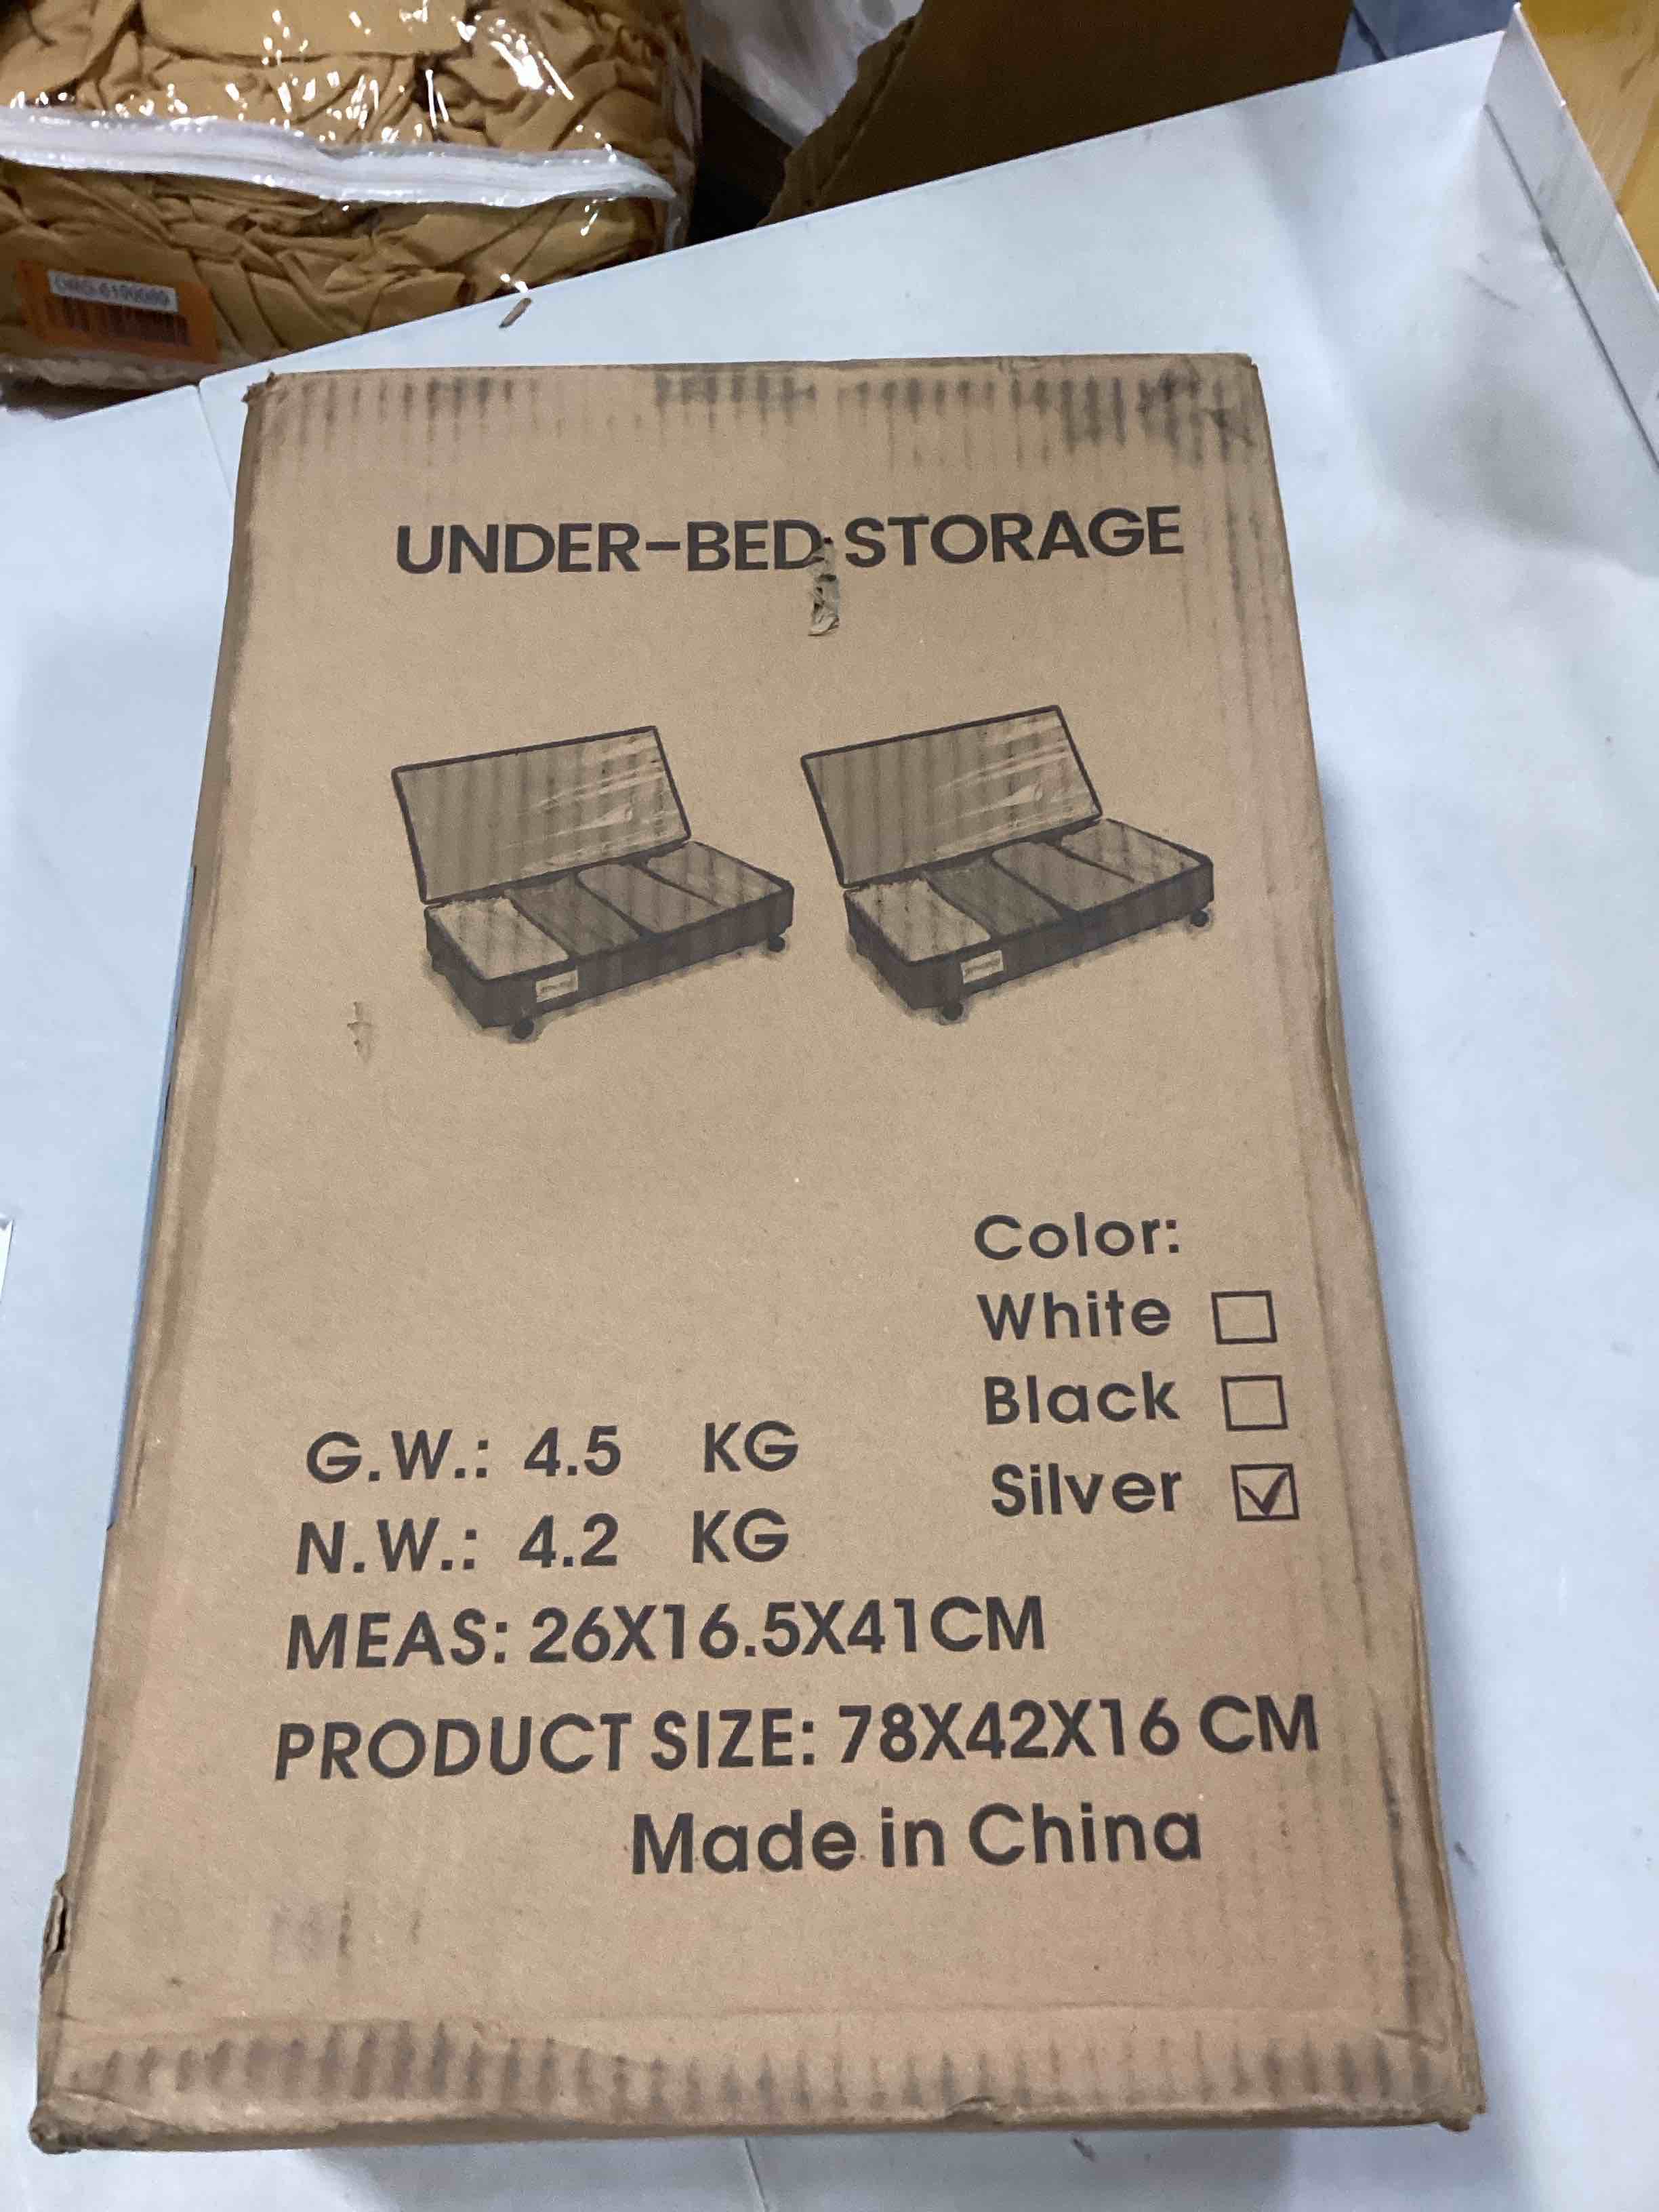 UNDER-BED STORAGE
Color:
White
Black
Silver
G.W.: 4.5 KG
N.W.: 4.2 KG
MEAS: 26X16.5X41CM
PRODUCT SIZE: 78X42X16 CM
Made in China